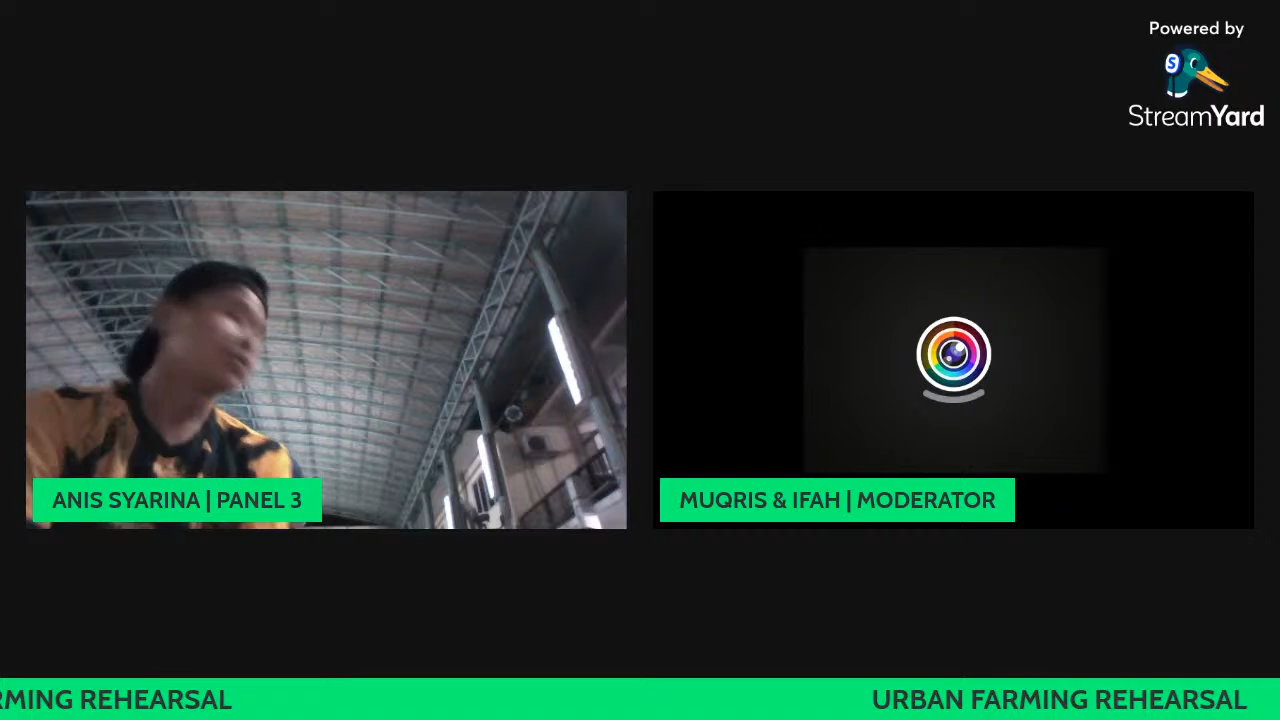 Powered by
S
StreamYard
ANIS SYARINA | PANEL 3
MUQRIS & IFAH | MODERATOR
RMING REHEARSAL
URBAN FARMING REHEARSAL